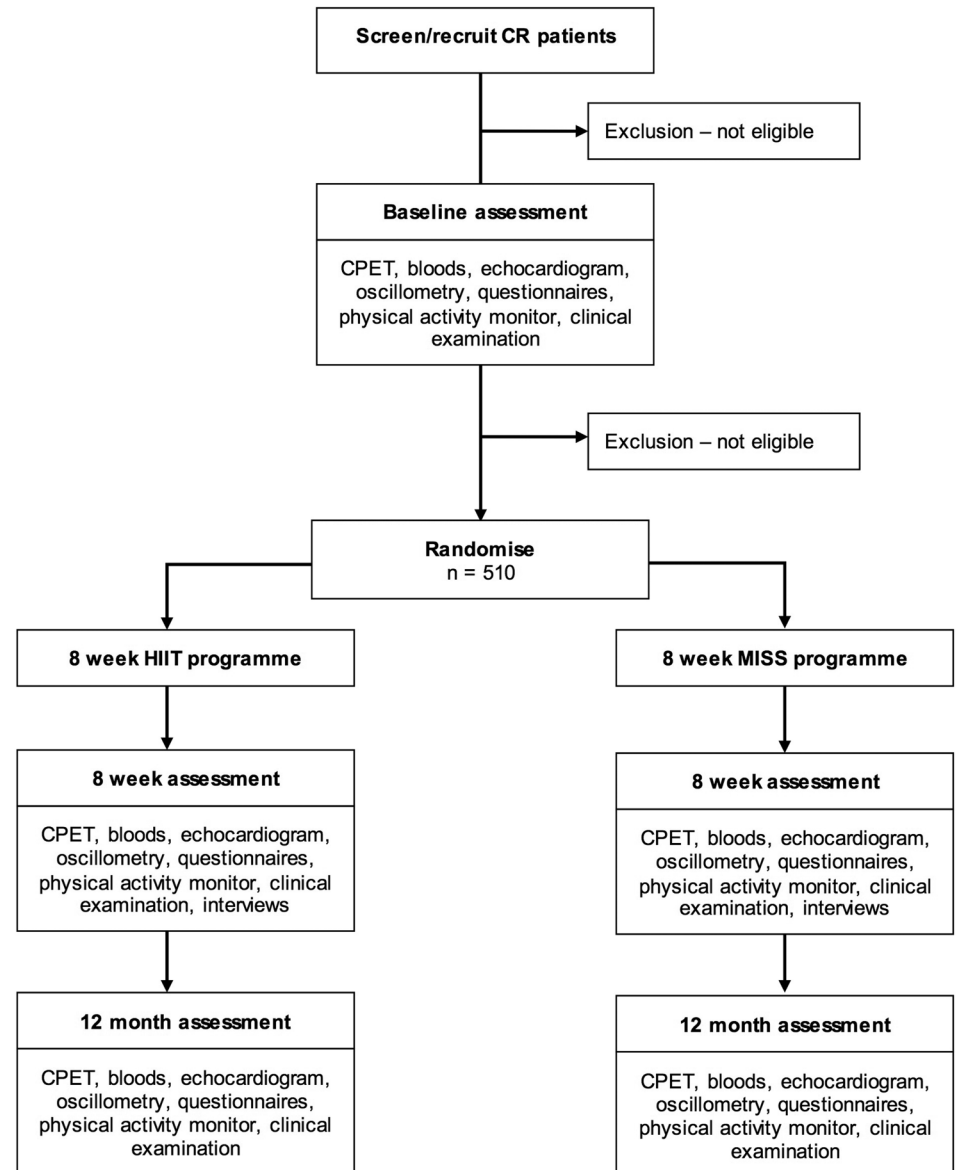 Screen/recruit CR patients
Exclusion – not eligible
Baseline assessment
CPET, bloods, echocardiogram,
oscillometry, questionnaires,
physical activity monitor, clinical
examination
Exclusion – not eligible
Randomise
n = 510
8 week HIIT programme
8 week assessment
CPET, bloods, echocardiogram,
oscillometry, questionnaires,
physical activity monitor, clinical
examination, interviews
12 month assessment
CPET, bloods, echocardiogram,
oscillometry, questionnaires,
physical activity monitor, clinical
examination
8 week MISS programme
8 week assessment
CPET, bloods, echocardiogram,
oscillometry, questionnaires,
physical activity monitor, clinical
examination, interviews
12 month assessment
CPET, bloods, echocardiogram,
oscillometry, questionnaires,
physical activity monitor, clinical
examination